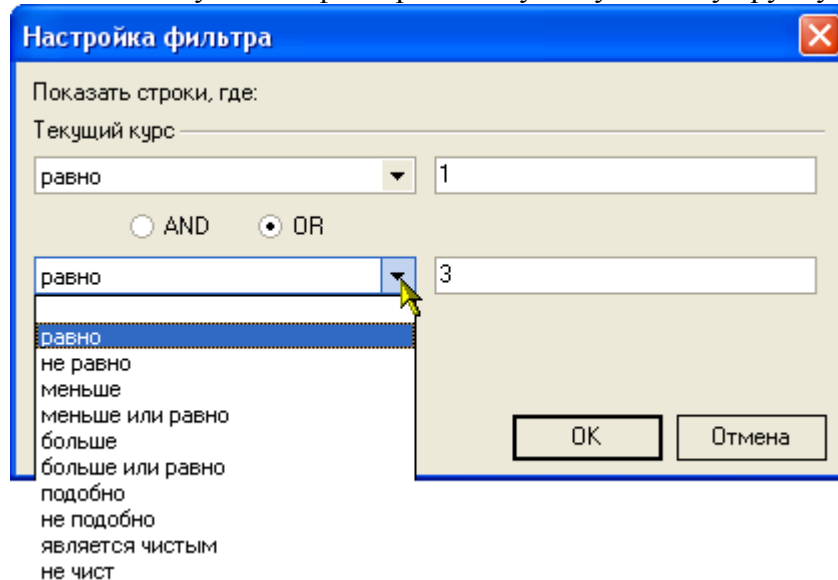 Настройка фильтра
Показать строки, где:
Текущий курс
равно 1
AND OR
равно 3
равно
не равно
меньше
меньше или равно
больше
больше или равно
подобно
не подобно
является чистым
не чист
OK Отмена